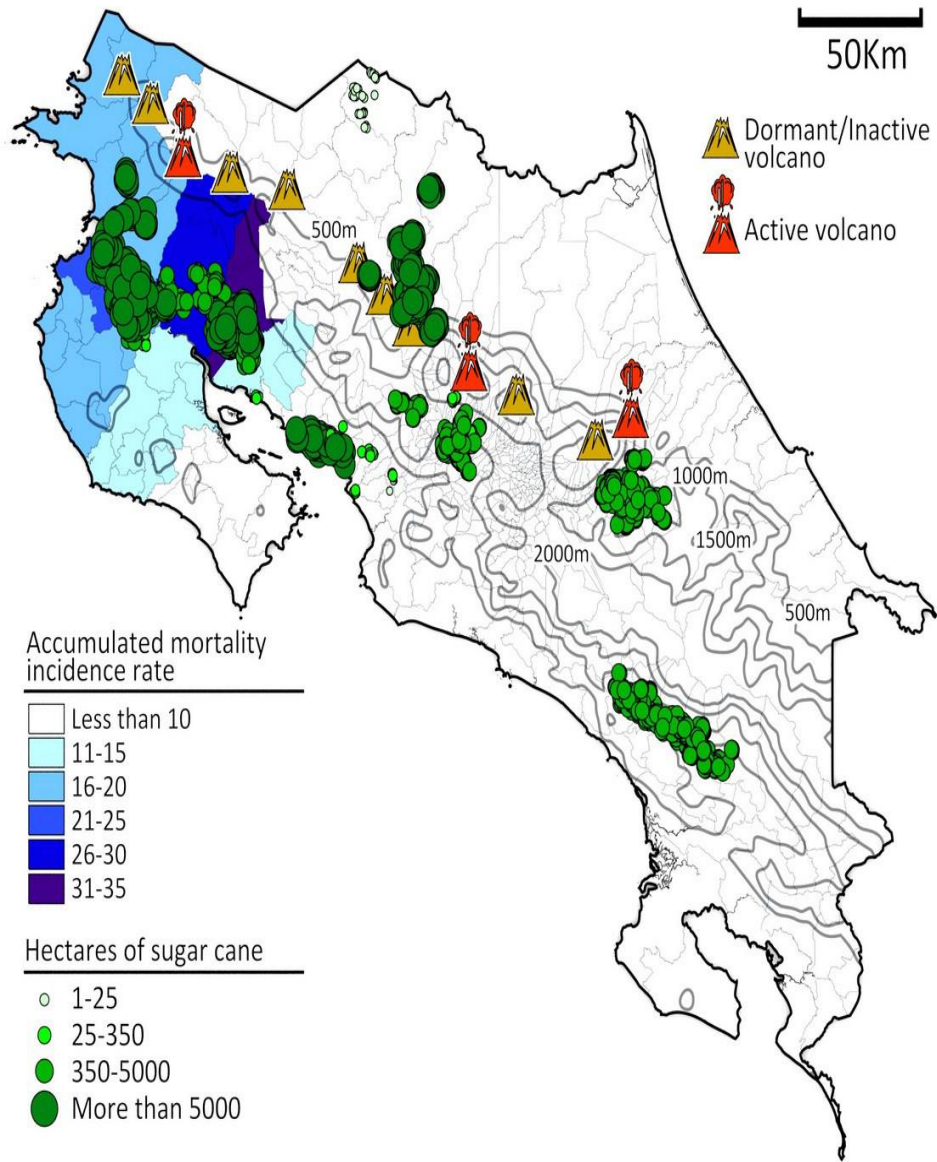 50Km
Dormant/Inactive
volcano
Active volcano
500m
1000m
1500m
2000m
500m
Accumulated mortality
incidence rate
Less than 10
11-15
16-20
21-25
26-30
31-35
Hectares of sugar cane
1-25
25-350
350-5000
More than 5000